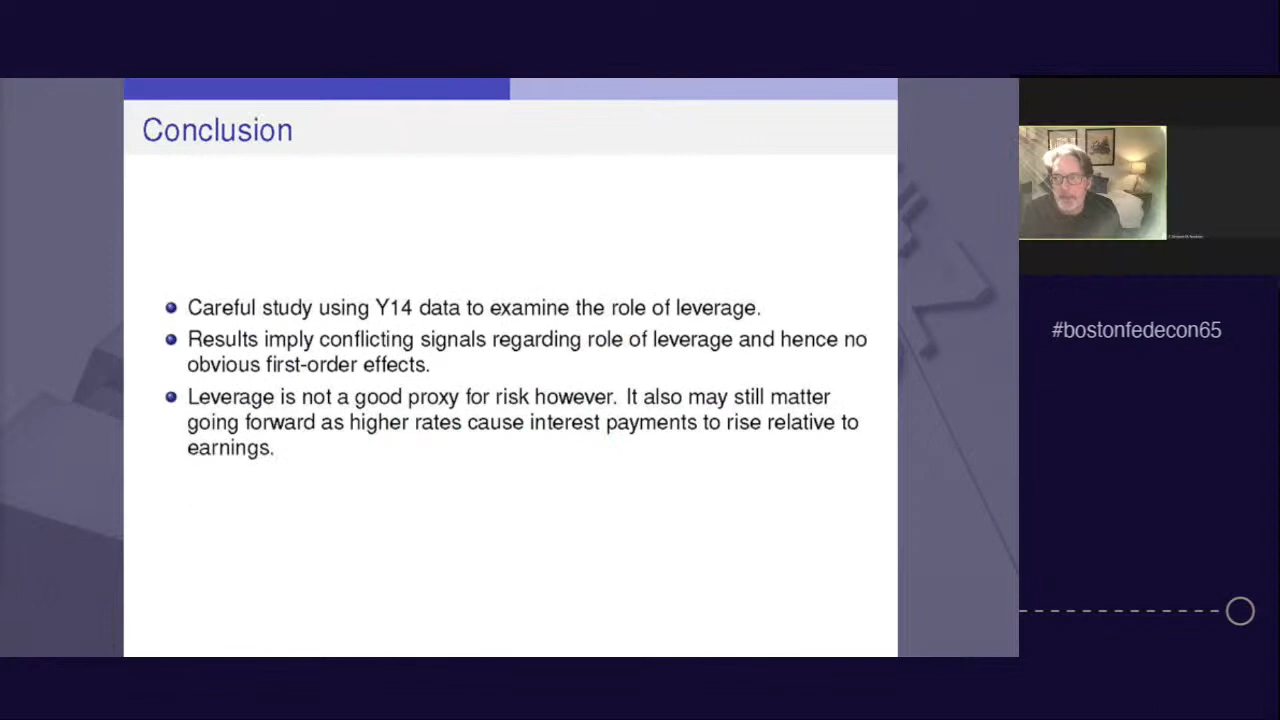 Conclusion
Careful study using Y14 data to examine the role of leverage.
Results imply conflicting signals regarding role of leverage and hence no
obvious first-order effects.
Leverage is not a good proxy for risk however. It also may still matter
going forward as higher rates cause interest payments to rise relative to
earnings.
#bostonfedecon65